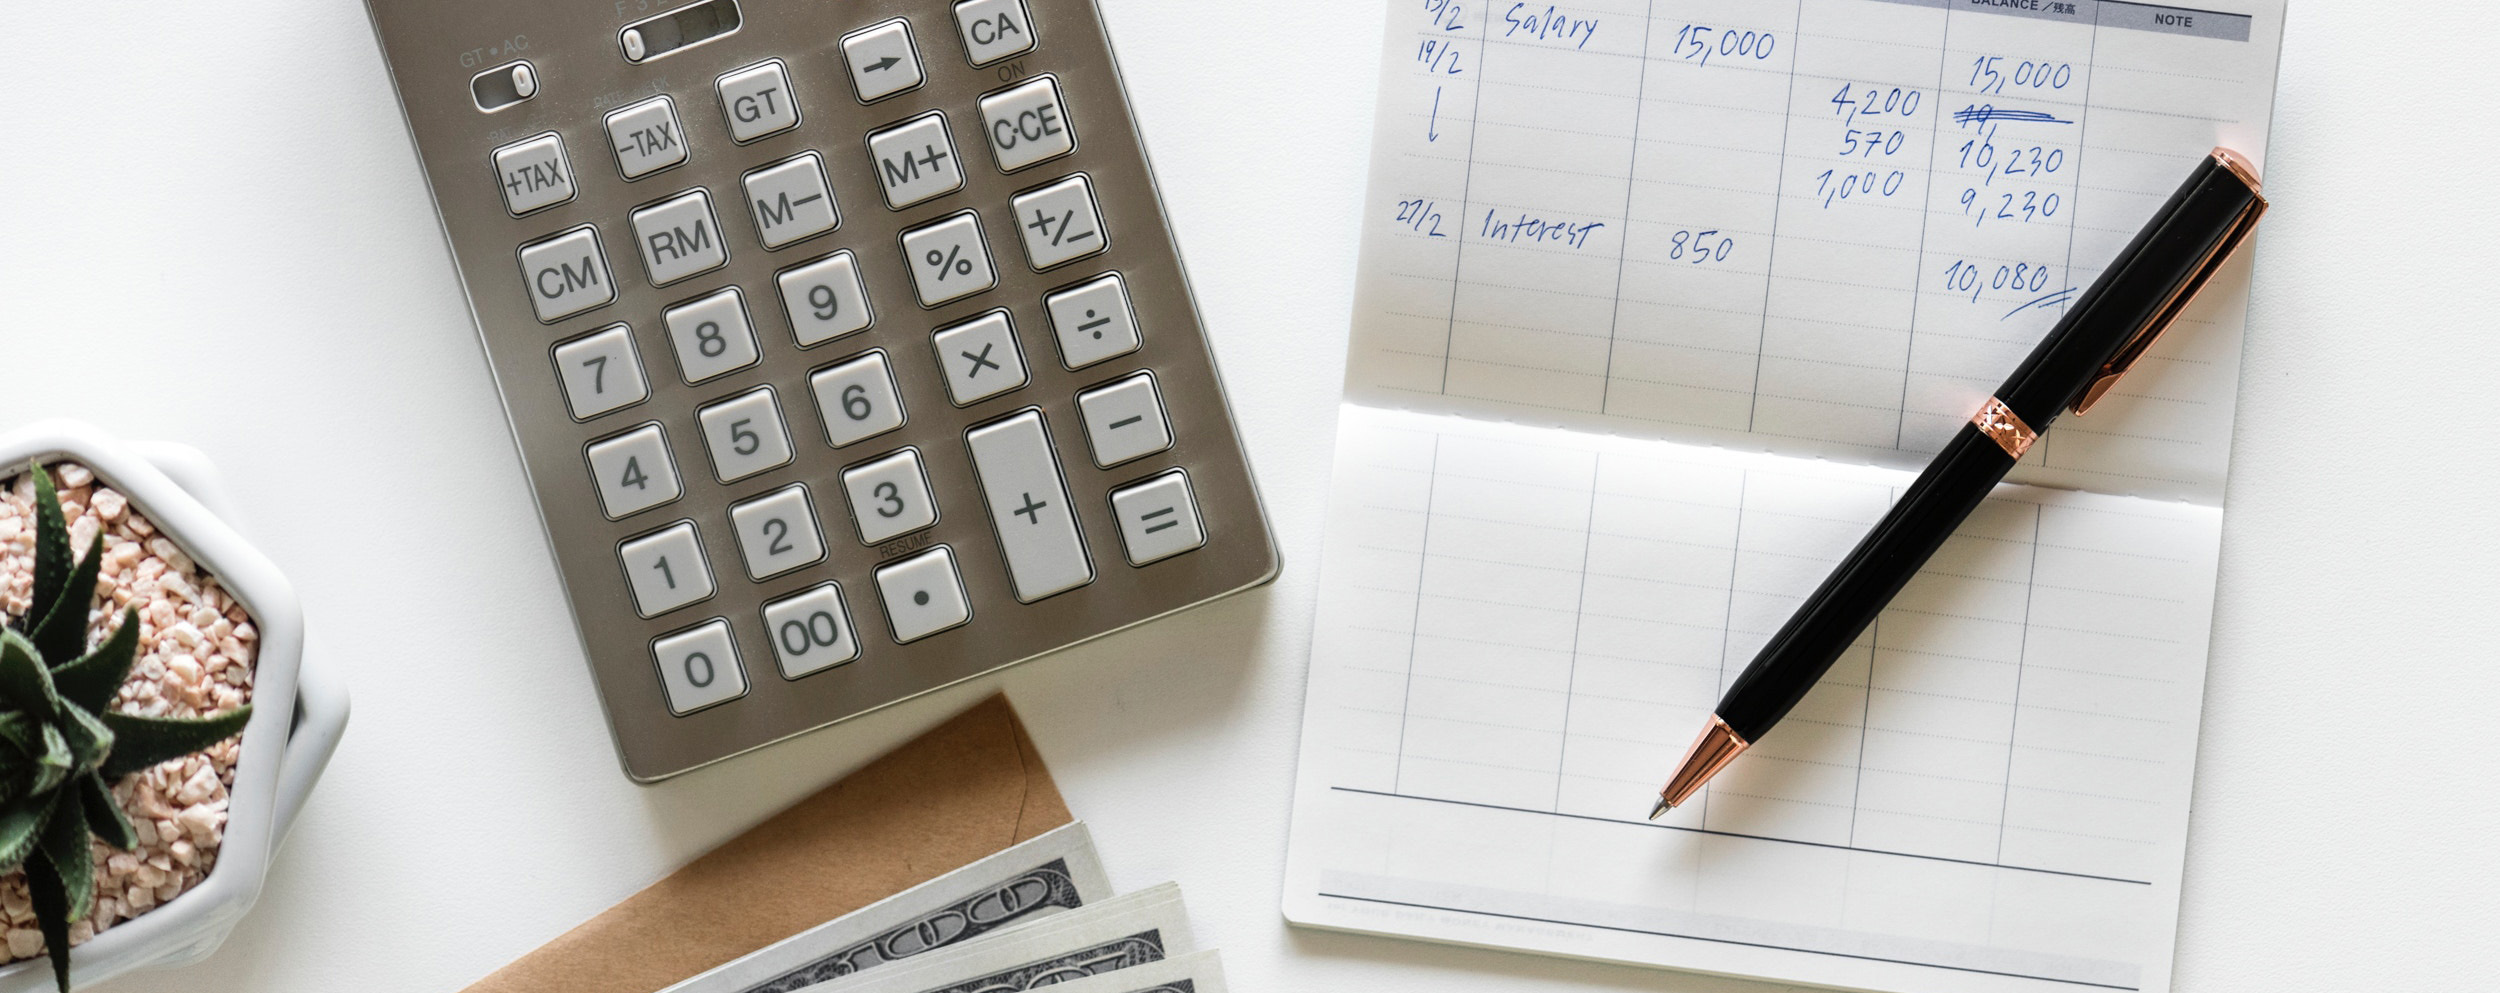 GT • AC
CA
→
ON
GT
C·CE
-TAX
M+
+TAX
M-
+/-
RM
%
CM
9
÷
8
×
7
6
-
5
+
4
3
=
2
RESUME
1
•
00
0
BALANCE／残高 NOTE
Salary 15,000
19/2 15,000
4,200
570 10,230
1,000 9,230
27/2 Interest 850
10,080
100